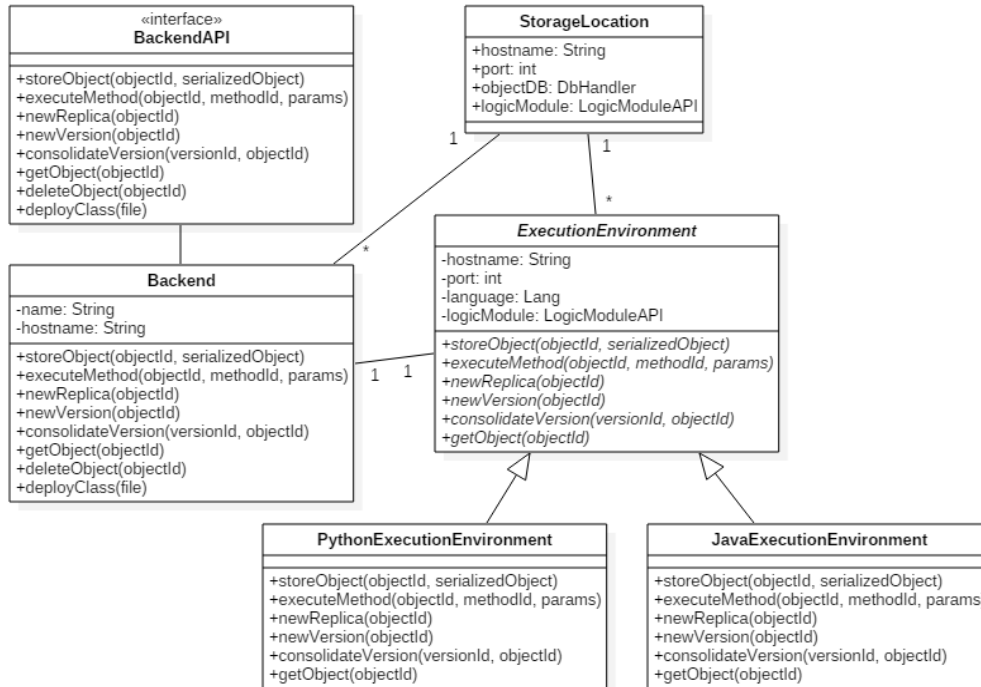 «interface»
BackendAPI
+storeObject(objectId, serializedObject)
+executeMethod(objectId, methodId, params)
+newReplica(objectId)
+newVersion(objectId)
+consolidateVersion(versionId, objectId)
+getObject(objectId)
+deleteObject(objectId)
+deployClass(file)
StorageLocation
+hostname: String
+port: int
+objectDB: DbHandler
+logicModule: LogicModuleAPI
1
1
*
*
Backend
-name: String
-hostname: String
+storeObject(objectId, serializedObject)
+executeMethod(objectId, methodId, params)
+newReplica(objectId)
+newVersion(objectId)
+consolidateVersion(versionId, objectId)
+getObject(objectId)
+deleteObject(objectId)
+deployClass(file)
1
1
ExecutionEnvironment
-hostname: String
-port: int
-language: Lang
-logicModule: LogicModuleAPI
+storeObject(objectId, serializedObject)
+executeMethod(objectId, methodId, params)
+newReplica(objectId)
+newVersion(objectId)
+consolidateVersion(versionId, objectId)
+getObject(objectId)
PythonExecutionEnvironment
+storeObject(objectId, serializedObject)
+executeMethod(objectId, methodId, params)
+newReplica(objectId)
+newVersion(objectId)
+consolidateVersion(versionId, objectId)
+getObject(objectId)
JavaExecutionEnvironment
+storeObject(objectId, serializedObject)
+executeMethod(objectId, methodId, params
+newReplica(objectId)
+newVersion(objectId)
+consolidateVersion(versionId, objectId)
+getObject(objectId)